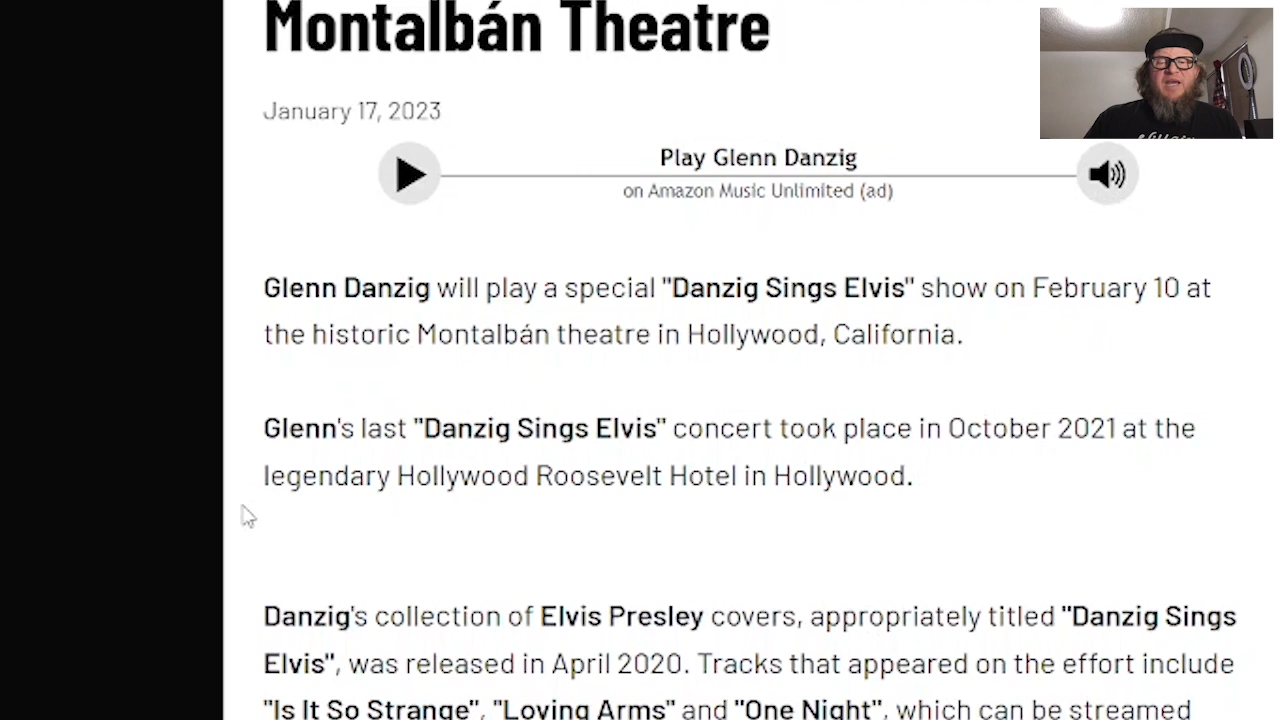 Montalbán Theatre
January 17, 2023
Play Glenn Danzig
on Amazon Music Unlimited (ad)
Glenn Danzig will play a special "Danzig Sings Elvis" show on February 10 at
the historic Montalbán theatre in Hollywood, California.
Glenn's last "Danzig Sings Elvis" concert took place in October 2021 at the
legendary Hollywood Roosevelt Hotel in Hollywood.
Danzig's collection of Elvis Presley covers, appropriately titled "Danzig Sings
Elvis", was released in April 2020. Tracks that appeared on the effort include
"Is It So Strange", "Loving Arms" and "One Night", which can be streamed